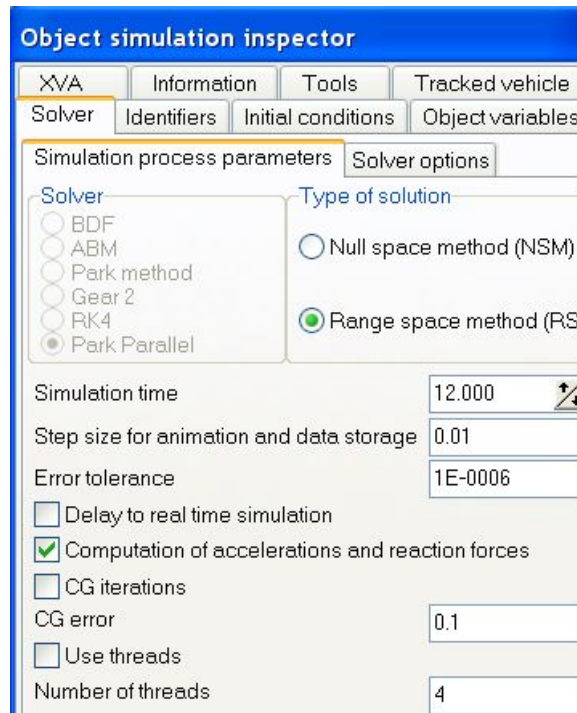 Object simulation inspector
XVA Information Tools Tracked vehicle
Solver Identifiers Initial conditions Object variables
Simulation process parameters Solver options
Solver Type of solution
BDF
ABM
Null space method (NSM)
Park method
Gear 2
RK4
Range space method (RS
Park Parallel
Simulation time 12.000
Step size for animation and data storage 0.01
Error tolerance 1E-0006
Delay to real time simulation
Computation of accelerations and reaction forces
CG iterations
CG error 0.1
Use threads
Number of threads 4